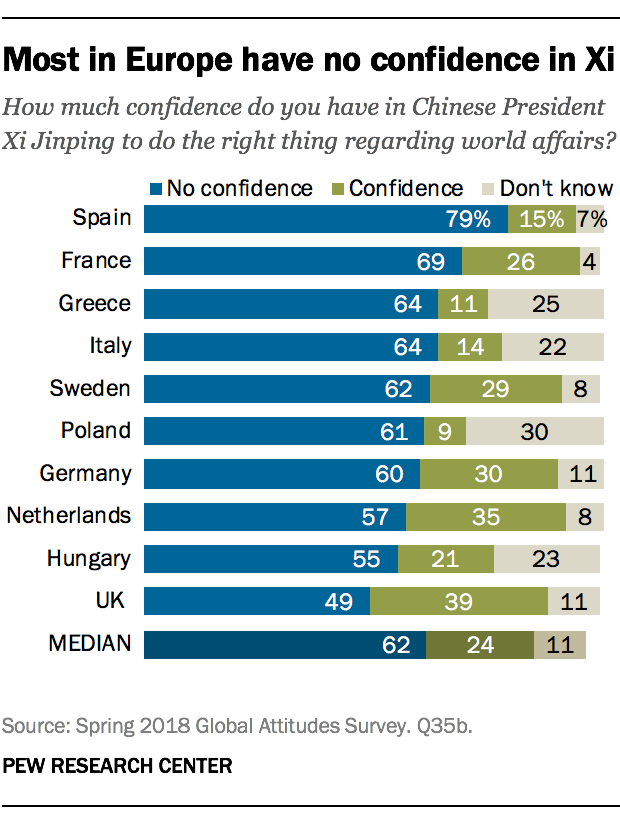 Most in Europe have no confidence in Xi
How much confidence do you have in Chinese President
Xi Jinping to do the right thing regarding world affairs?
No confidence Confidence Don't know
Spain 79% 15% 7%
France 69 26 4
Greece 64 11 25
Italy 64 14 22
Sweden 62 29 8
Poland 61 9 30
Germany 60 30 11
Netherlands 57 35 8
Hungary 55 21 23
UK 49 39 11
MEDIAN 62 24 11
Source: Spring 2018 Global Attitudes Survey. Q35b.
PEW RESEARCH CENTER